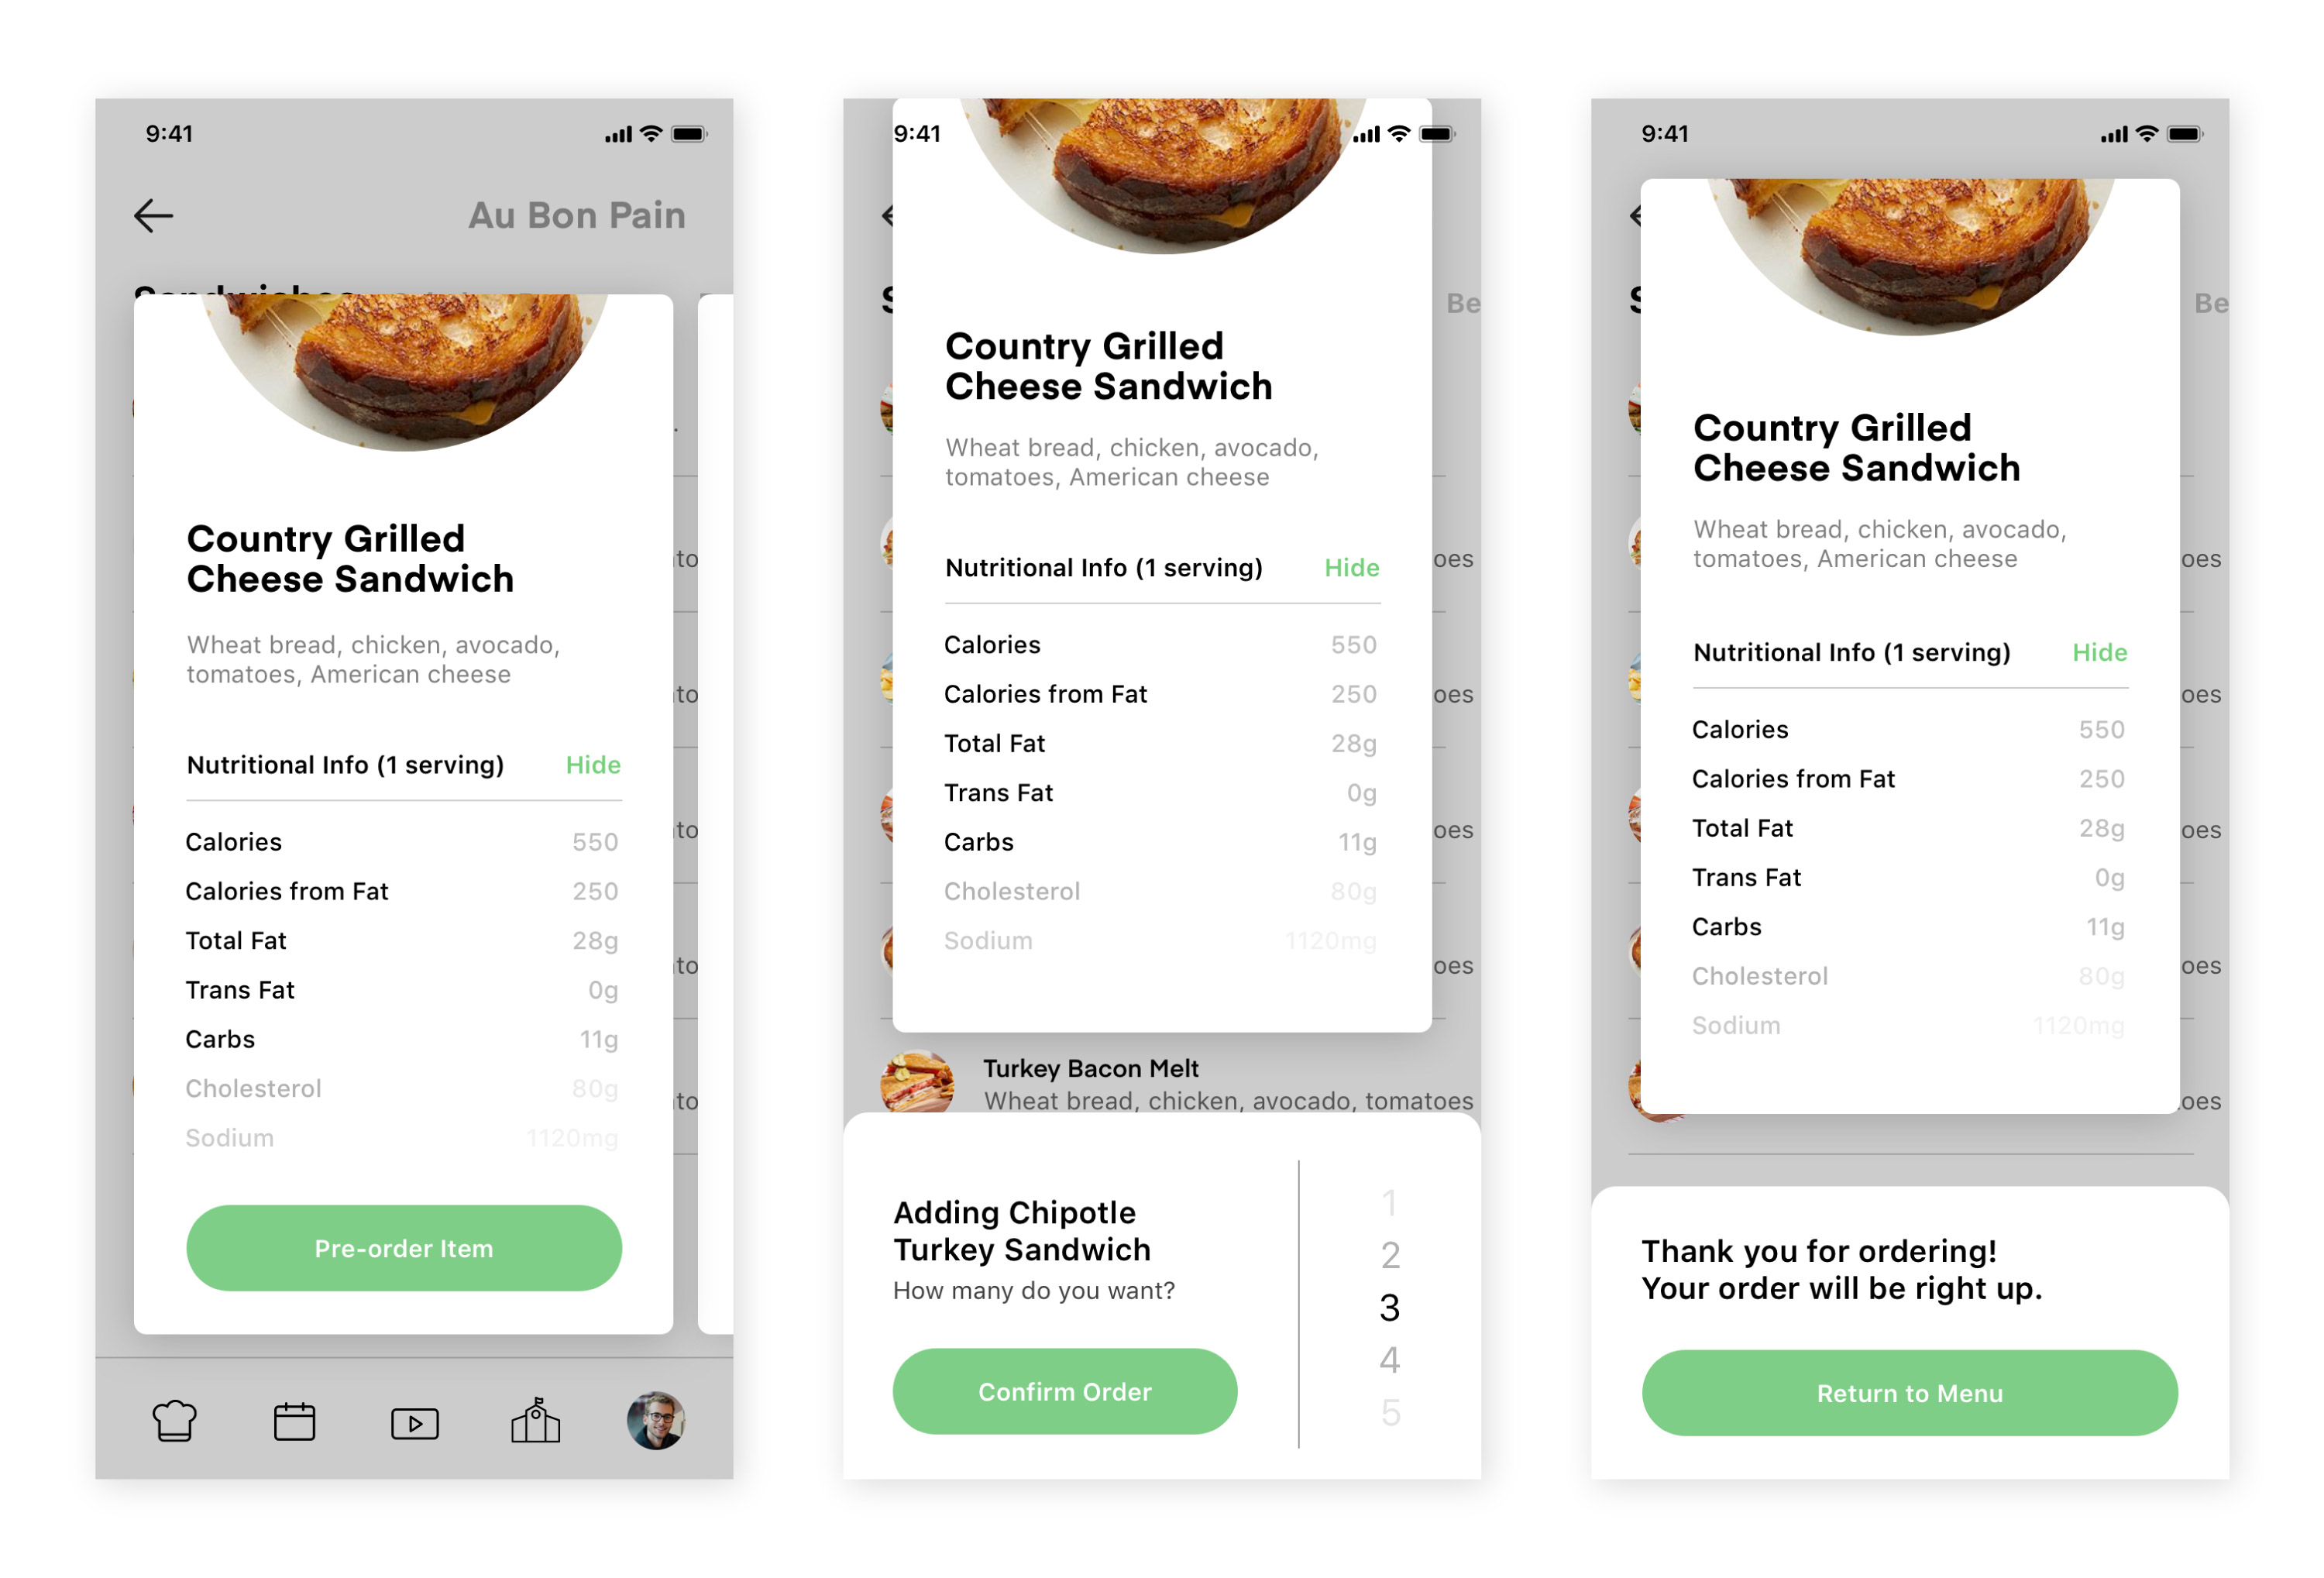 9:41
Au Bon Pain
Sandwiches
Country Grilled
Cheese Sandwich
Wheat bread, chicken, avocado,
tomatoes, American cheese
Nutritional Info (1 serving) Hide
Calories 550
Calories from Fat 250
Total Fat 28g
Trans Fat 0g
Carbs 11g
Cholesterol 80g
Sodium 1120mg
Pre-order Item
9:41
Be
Country Grilled
Cheese Sandwich
Wheat bread, chicken, avocado,
tomatoes, American cheese
Nutritional Info (1 serving) Hide
Calories 550
Calories from Fat 250
Total Fat 28g
Trans Fat 0g
Carbs 11g
Cholesterol 80g
Sodium 1120mg
Turkey Bacon Melt
Wheat bread, chicken, avocado, tomatoes
Adding Chipotle
Turkey Sandwich
How many do you want?
Confirm Order
1
2
3
4
5
9:41
Be
Country Grilled
Cheese Sandwich
Wheat bread, chicken, avocado,
tomatoes, American cheese
Nutritional Info (1 serving) Hide
Calories 550
Calories from Fat 250
Total Fat 28g
Trans Fat 0g
Carbs 11g
Cholesterol 80g
Sodium 1120mg
Thank you for ordering!
Your order will be right up.
Return to Menu